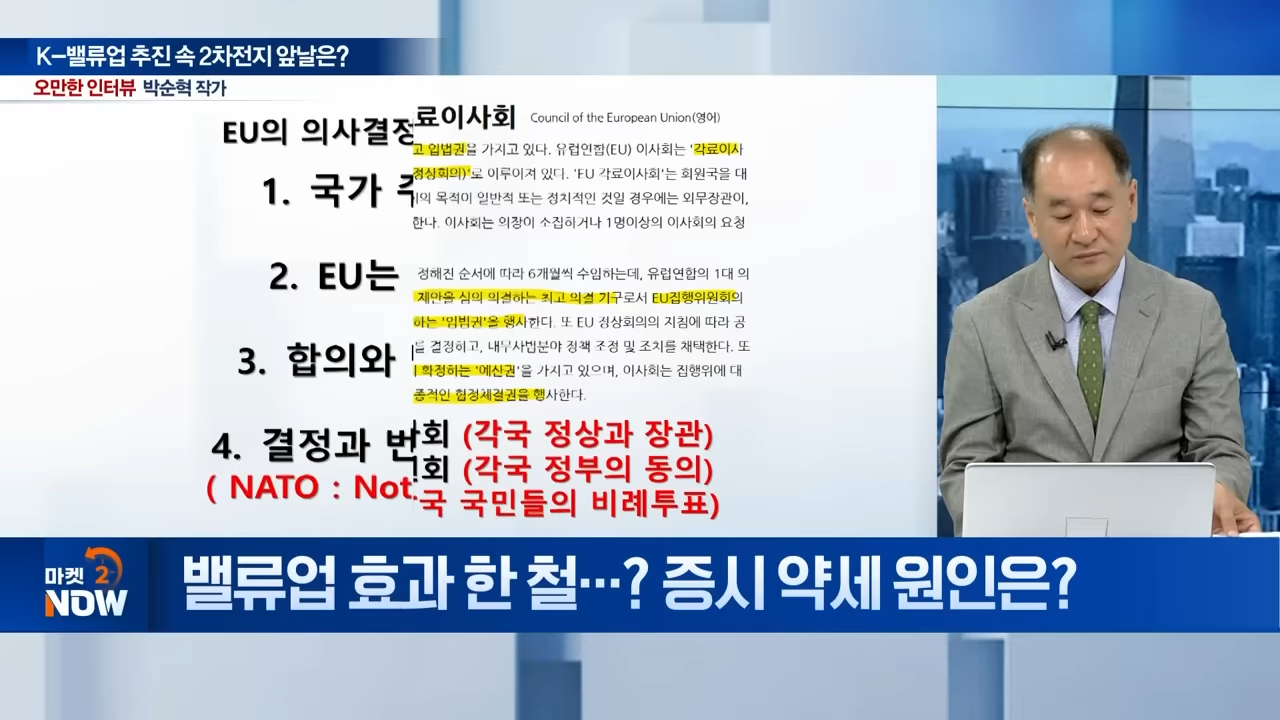 K-밸류업 추진 속 2차전지 앞날은?
오만한 인터뷰 박순혁 작가
EU의 의사결정
1. 국가 주
2. EU는
3. 합의와
4. 결정과 번
( NATO : Not
료이사회 Council of the European Union(영어)
고 입법권을 가지고 있다. 유럽연합(EU) 이사회는 '각료이사
정상회의)'로 이루어져 있다. 'EU 각료이사회'는 회원국을 대
의 목적이 일반적 또는 정치적인 것일 경우에는 외무장관이,
한다. 이사회는 의장이 소집하거나 1명이상의 이사회의 요청
정해진 순서에 따라 6개월씩 수임하는데, 유럽연합의 1대 의
제안을 심의 의결하는 최고 의결 기구로서 EU집행위원회의
하는 '입법권'을 행사한다. 또 EU 정상회의의 지침에 따라 공
를 결정하고, 내무사법분야 정책 조정 및 조치를 채택한다. 또
확정하는 '예산권'을 가지고 있으며, 이사회는 집행위에 대
종적인 협정체결권을 행사한다.
회 (각국 정상과 장관)
회 (각국 정부의 동의)
국 국민들의 비례투표)
마켓 2
NOW
밸류업 효과 한 철…? 증시 약세 원인은?